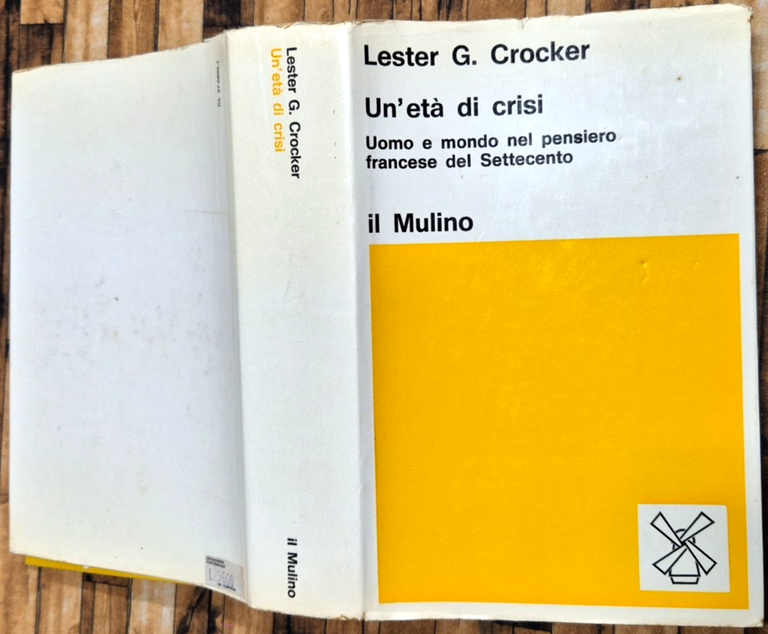 Lester G. Crocker
Un'età di crisi
Uomo e mondo nel pensiero
francese del Settecento
il Mulino
Lester G. Crocker
Un'età di crisi
il Mulino